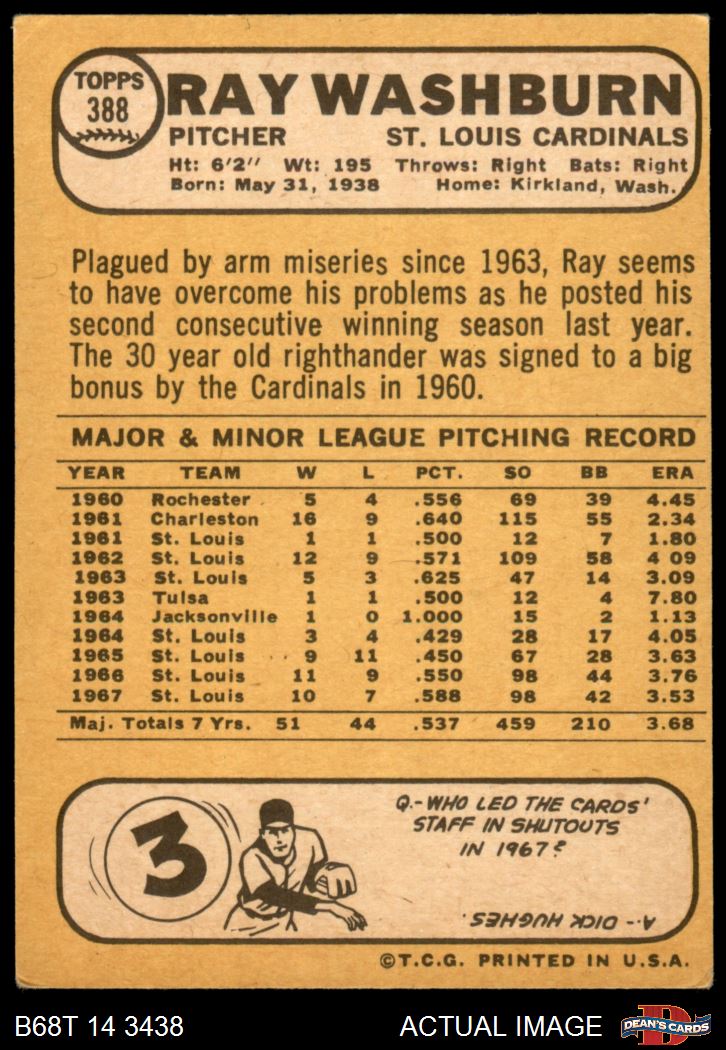 TOPPS
388
RAY WASHBURN
PITCHER ST. LOUIS CARDINALS
Ht: 6'2" Wt: 195 Throws: Right Bats: Right
Born: May 31, 1938 Home: Kirkland, Wash.
Plagued by arm miseries since 1963, Ray seems
to have overcome his problems as he posted his
second consecutive winning season last year.
The 30 year old righthander was signed to a big
bonus by the Cardinals in 1960.
MAJOR & MINOR LEAGUE PITCHING RECORD
YEAR TEAM W L PCT. SO BB ERA
1960 Rochester 5 4 .556 69 39 4.45
1961 Charleston 16 9 .640 115 55 2.34
1961 St. Louis 1 1 .500 12 7 1.80
1962 St. Louis 12 9 .571 109 58 4 09
1963 St. Louis 5 3 .625 47 14 3.09
1963 Tulsa 1 1 .500 12 4 7.80
1964 Jacksonville 1 0 1.000 15 2 1.13
1964 St. Louis 3 4 .429 28 17 4.05
1965 St. Louis 9 11 .450 67 28 3.63
1966 St. Louis 11 9 .550 98 44 3.76
1967 St. Louis 10 7 .588 98 42 3.53
Maj. Totals 7 Yrs. 51 44 .537 459 210 3.68
3
Q.- WHO LED THE CARDS'
STAFF IN SHUTOUTS
IN 1967?
A.- DICK HUGHES.
©T.C.G. PRINTED IN U.S.A.
B68T 14 3438 ACTUAL IMAGE
D
DEAN'S CARDS